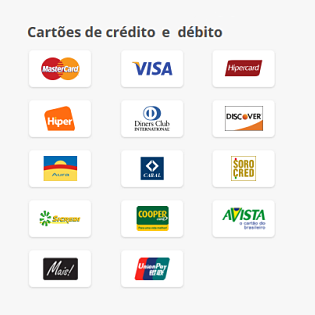 Cartões de crédito e débito
MasterCard VISA Hipercard
Hiper Diners Club INTERNATIONAL DISCOVER
Aura CABAL SORO CRED
Sicredi COOPER CARD AVISTA o cartão do brasileiro
Mais! UnionPay 银联